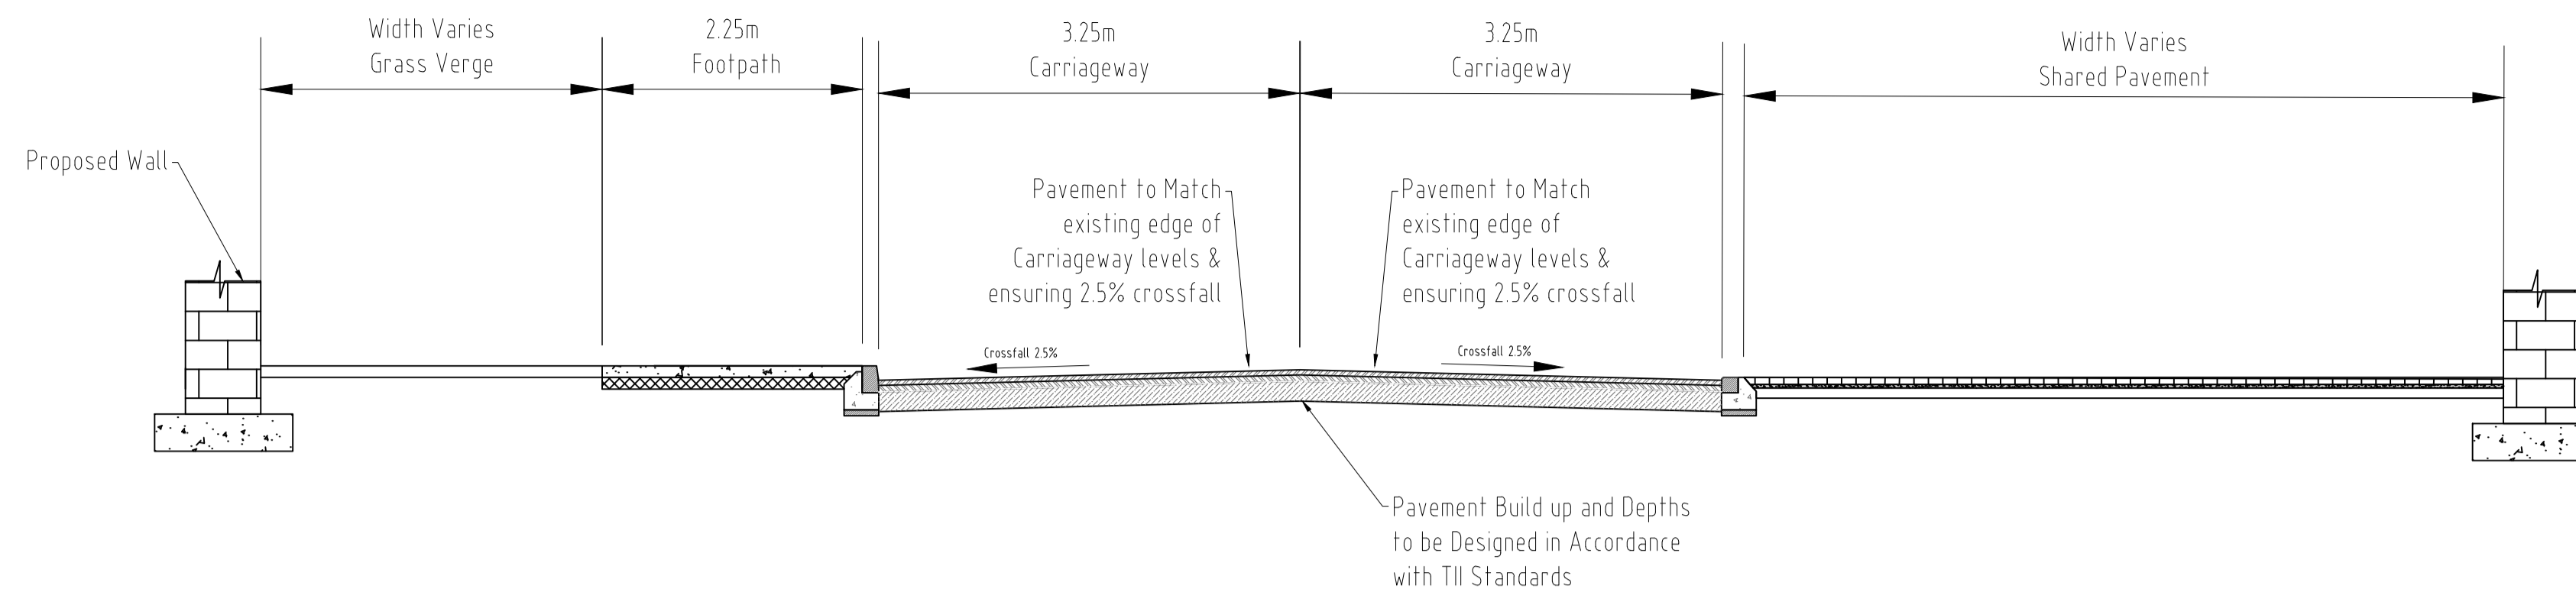 Width Varies
Grass Verge
2.25m
Footpath
3.25m
Carriageway
3.25m
Carriageway
Width Varies
Shared Pavement
Proposed Wall
Pavement to Match
existing edge of
Carriageway levels &
ensuring 2.5% crossfall
Pavement to Match
existing edge of
Carriageway levels &
ensuring 2.5% crossfall
Crossfall 2.5%
Crossfall 2.5%
Pavement Build up and Depths
to be Designed in Accordance
with TII Standards